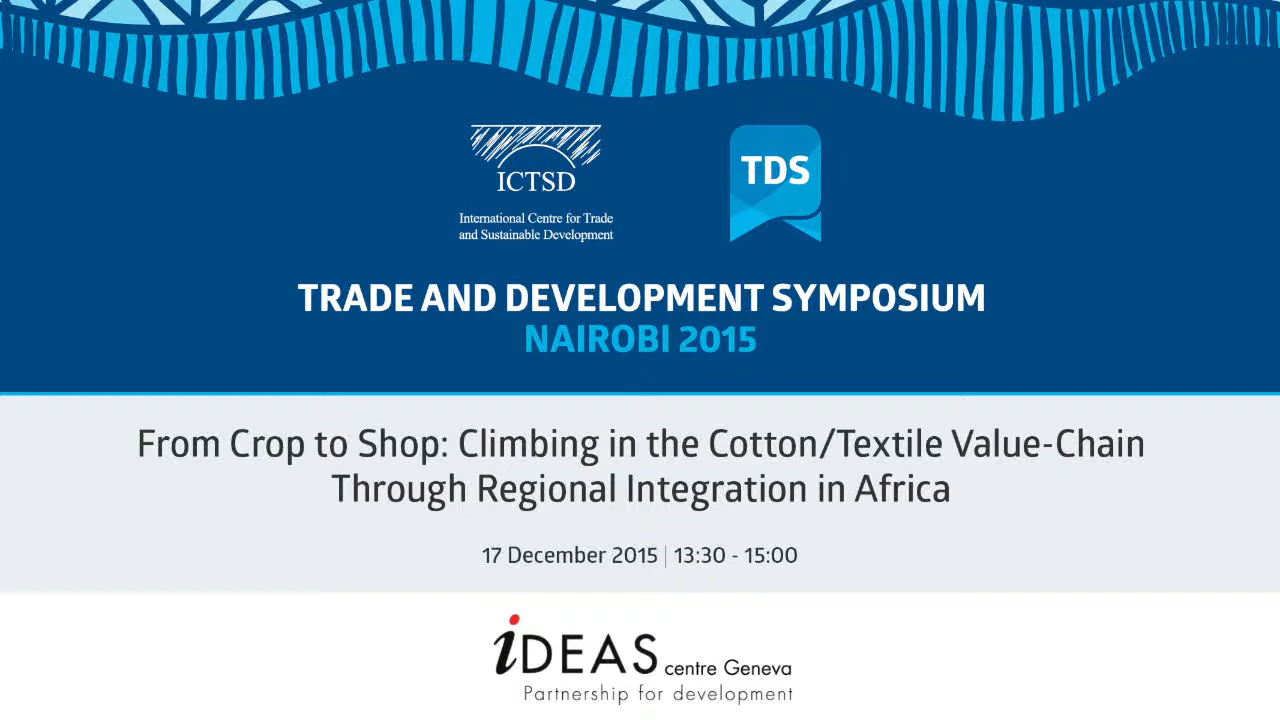 ICTSD
International Centre for Trade
and Sustainable Development
TDS
TRADE AND DEVELOPMENT SYMPOSIUM
NAIROBI 2015
From Crop to Shop: Climbing in the Cotton/Textile Value-Chain
Through Regional Integration in Africa
17 December 2015 | 13:30 - 15:00
iDEAS centre Geneva
Partnership for development